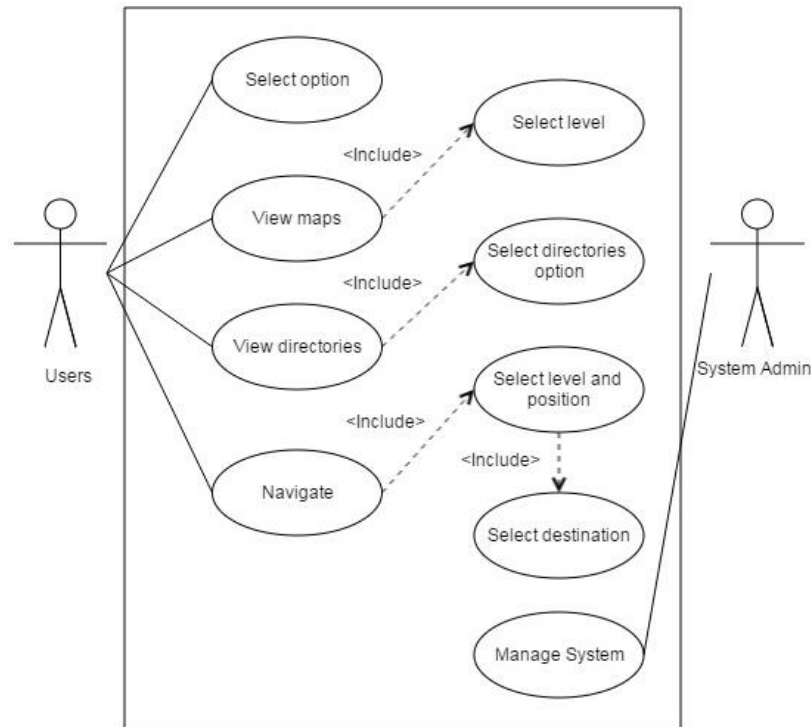 Select option
Select level
<Include>
View maps
Select directories
option
<Include>
View directories
Users
System Admin
Select level and
position
<Include>
<Include>
Navigate
Select destination
Manage System